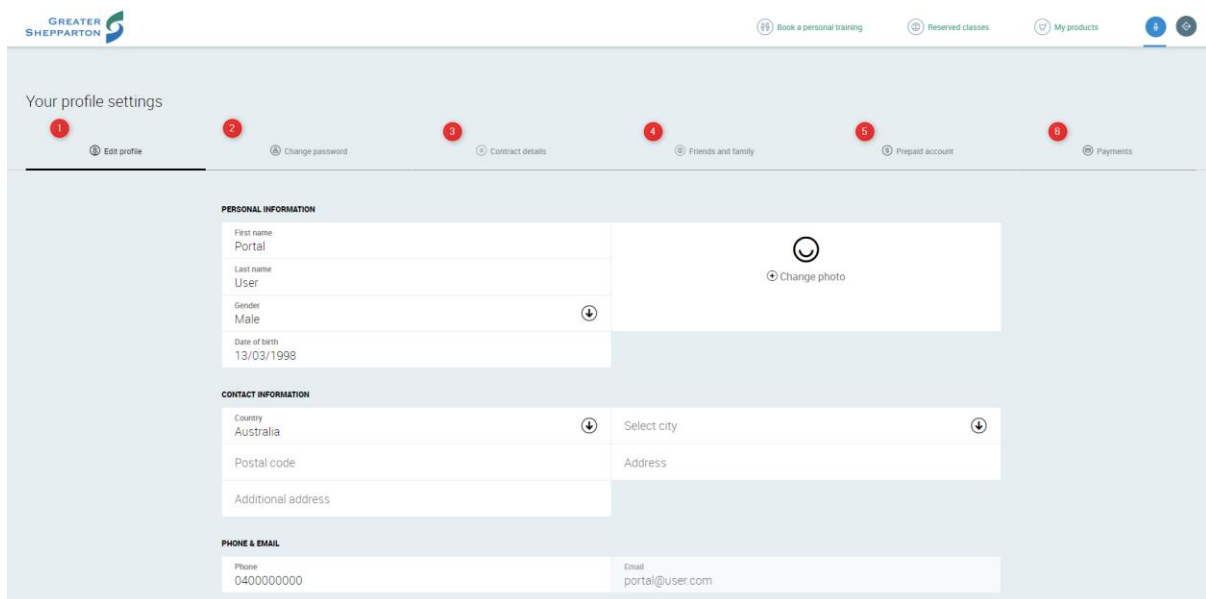 GREATER
SHEPPARTON
Book a personal training
Reserved classes
My products
Your profile settings
1
2
3
4
5
6
Edit profile
Change password
Contract details
Friends and family
Prepaid account
Payments
PERSONAL INFORMATION
First name
Portal
Change photo
Last name
User
Gender
Male
Date of birth
13/03/1998
CONTACT INFORMATION
Country
Australia
Select city
Postal code
Address
Additional address
PHONE & EMAIL
Phone
0400000000
Email
portal@user.com